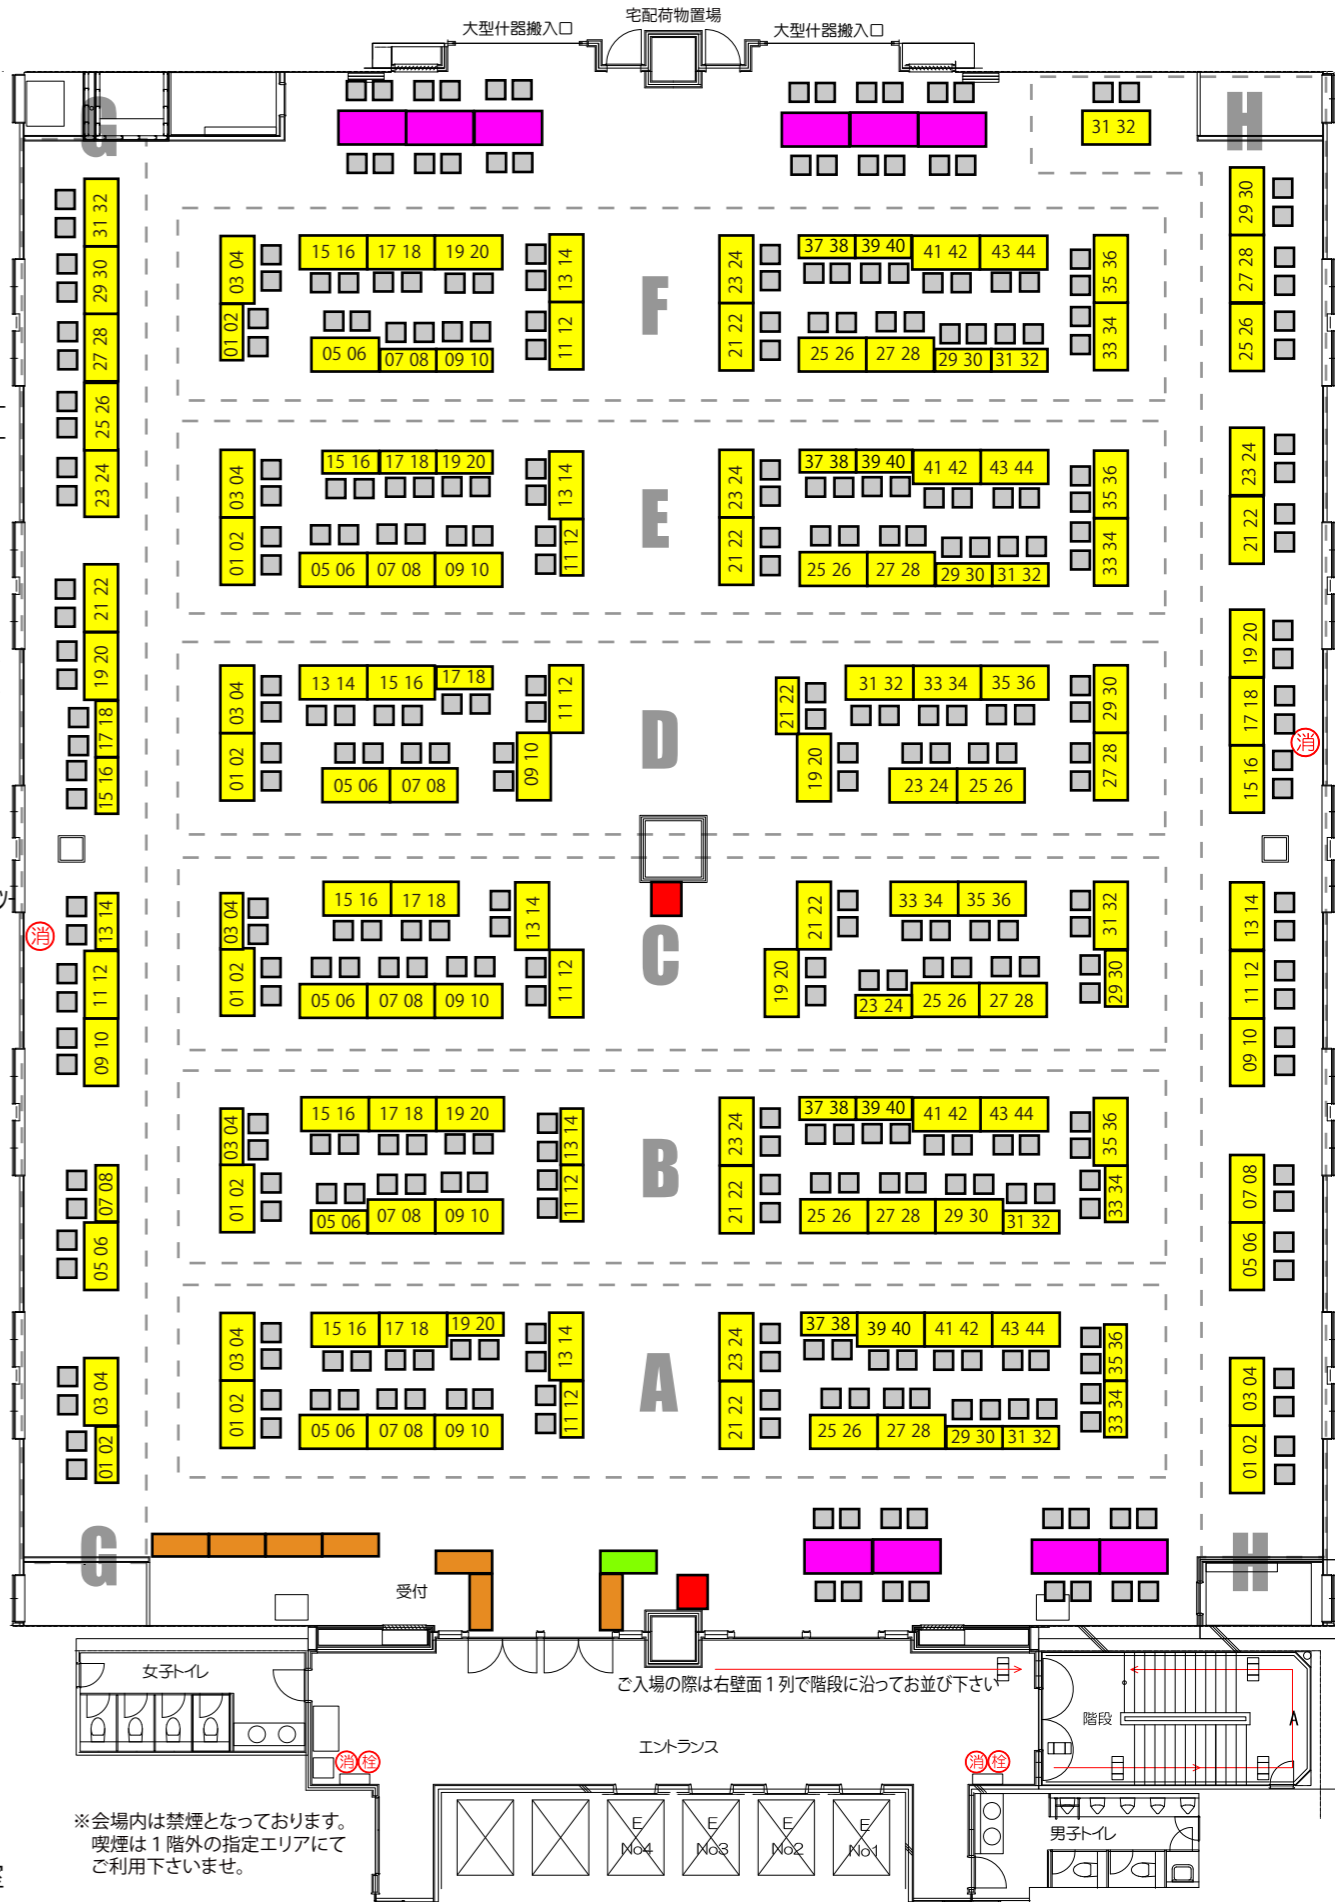 宅配荷物置場
大型什器搬入口
大型什器搬入口
G
H
31 32
31 32
29 30
27 28
25 26
23 24
21 22
19 20
17 18
15 16
13 14
11 12
09 10
07 08
05 06
03 04
01 02
G
29 30
27 28
25 26
23 24
21 22
19 20
17 18
15 16
消
13 14
11 12
09 10
07 08
05 06
03 04
01 02
H
消
F
03 04
01 02
15 16 17 18 19 20
05 06 07 08 09 10
13 14
11 12
23 24
21 22
37 38 39 40 41 42 43 44
25 26 27 28 29 30 31 32
35 36
33 34
E
03 04
01 02
15 16 17 18 19 20
05 06 07 08 09 10
13 14
11 12
23 24
21 22
37 38 39 40 41 42 43 44
25 26 27 28 29 30 31 32
35 36
33 34
D
03 04
01 02
13 14 15 16 17 18
05 06 07 08
11 12
09 10
21 22
19 20
31 32 33 34 35 36
23 24 25 26
29 30
27 28
C
03 04
01 02
15 16 17 18
05 06 07 08 09 10
13 14
11 12
21 22
19 20
33 34 35 36
23 24 25 26 27 28
31 32
29 30
B
03 04
01 02
15 16 17 18 19 20
05 06 07 08 09 10
13 14
11 12
23 24
21 22
37 38 39 40 41 42 43 44
25 26 27 28 29 30 31 32
35 36
33 34
A
03 04
01 02
15 16 17 18 19 20
05 06 07 08 09 10
13 14
11 12
23 24
21 22
37 38 39 40 41 42 43 44
25 26 27 28 29 30 31 32
35 36
33 34
受付
女子トイレ
ご入場の際は右壁面1列で階段に沿ってお並び下さい
階段
A
エントランス
消 栓
消 栓
※会場内は禁煙となっております。
喫煙は1階外の指定エリアにて
ご利用下さいませ。
E No4
E No3
E No2
E No1
男子トイレ